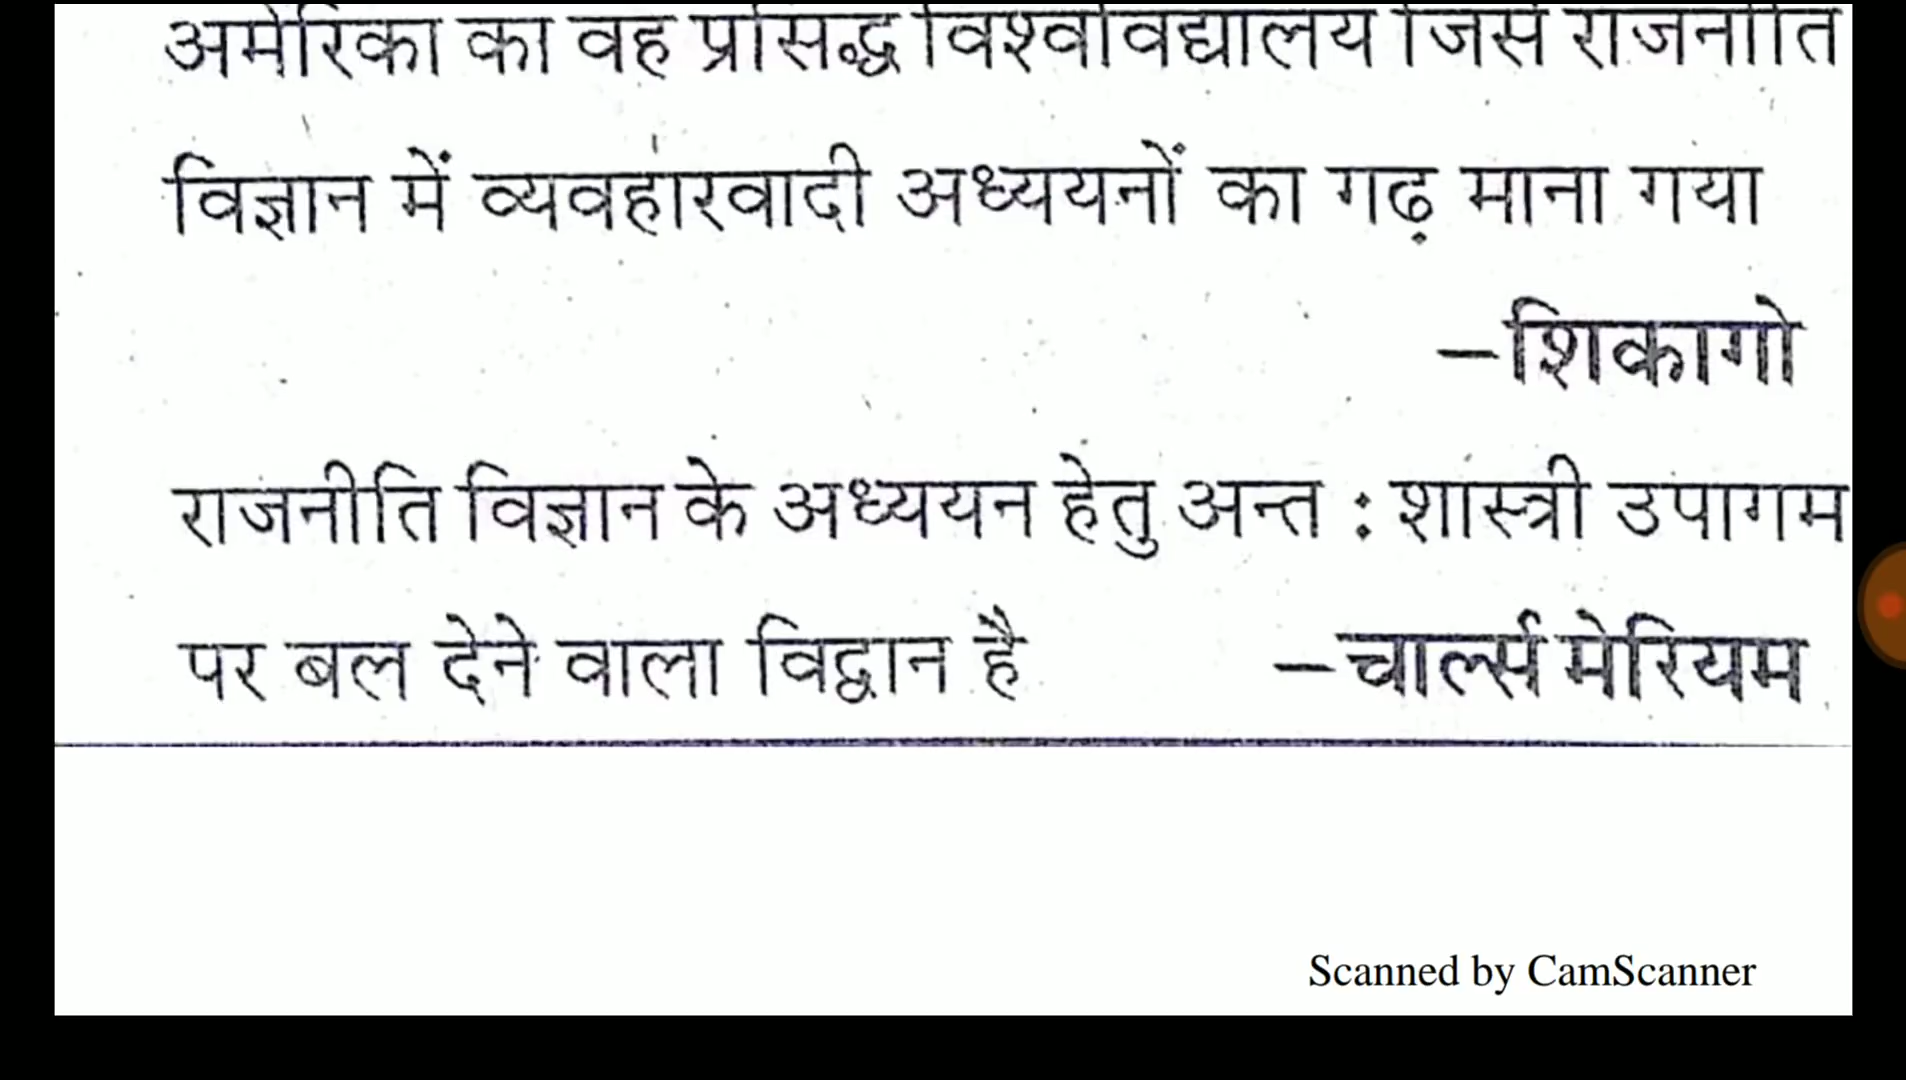 अमेरिका का वह प्रसिद्ध विश्वविद्यालय जिसे राजनीति
विज्ञान में व्यवहारवादी अध्ययनों का गढ़ माना गया
–शिकागो
राजनीति विज्ञान के अध्ययन हेतु अन्त : शास्त्री उपागम
पर बल देने वाला विद्वान है –चार्ल्स मेरियम
Scanned by CamScanner